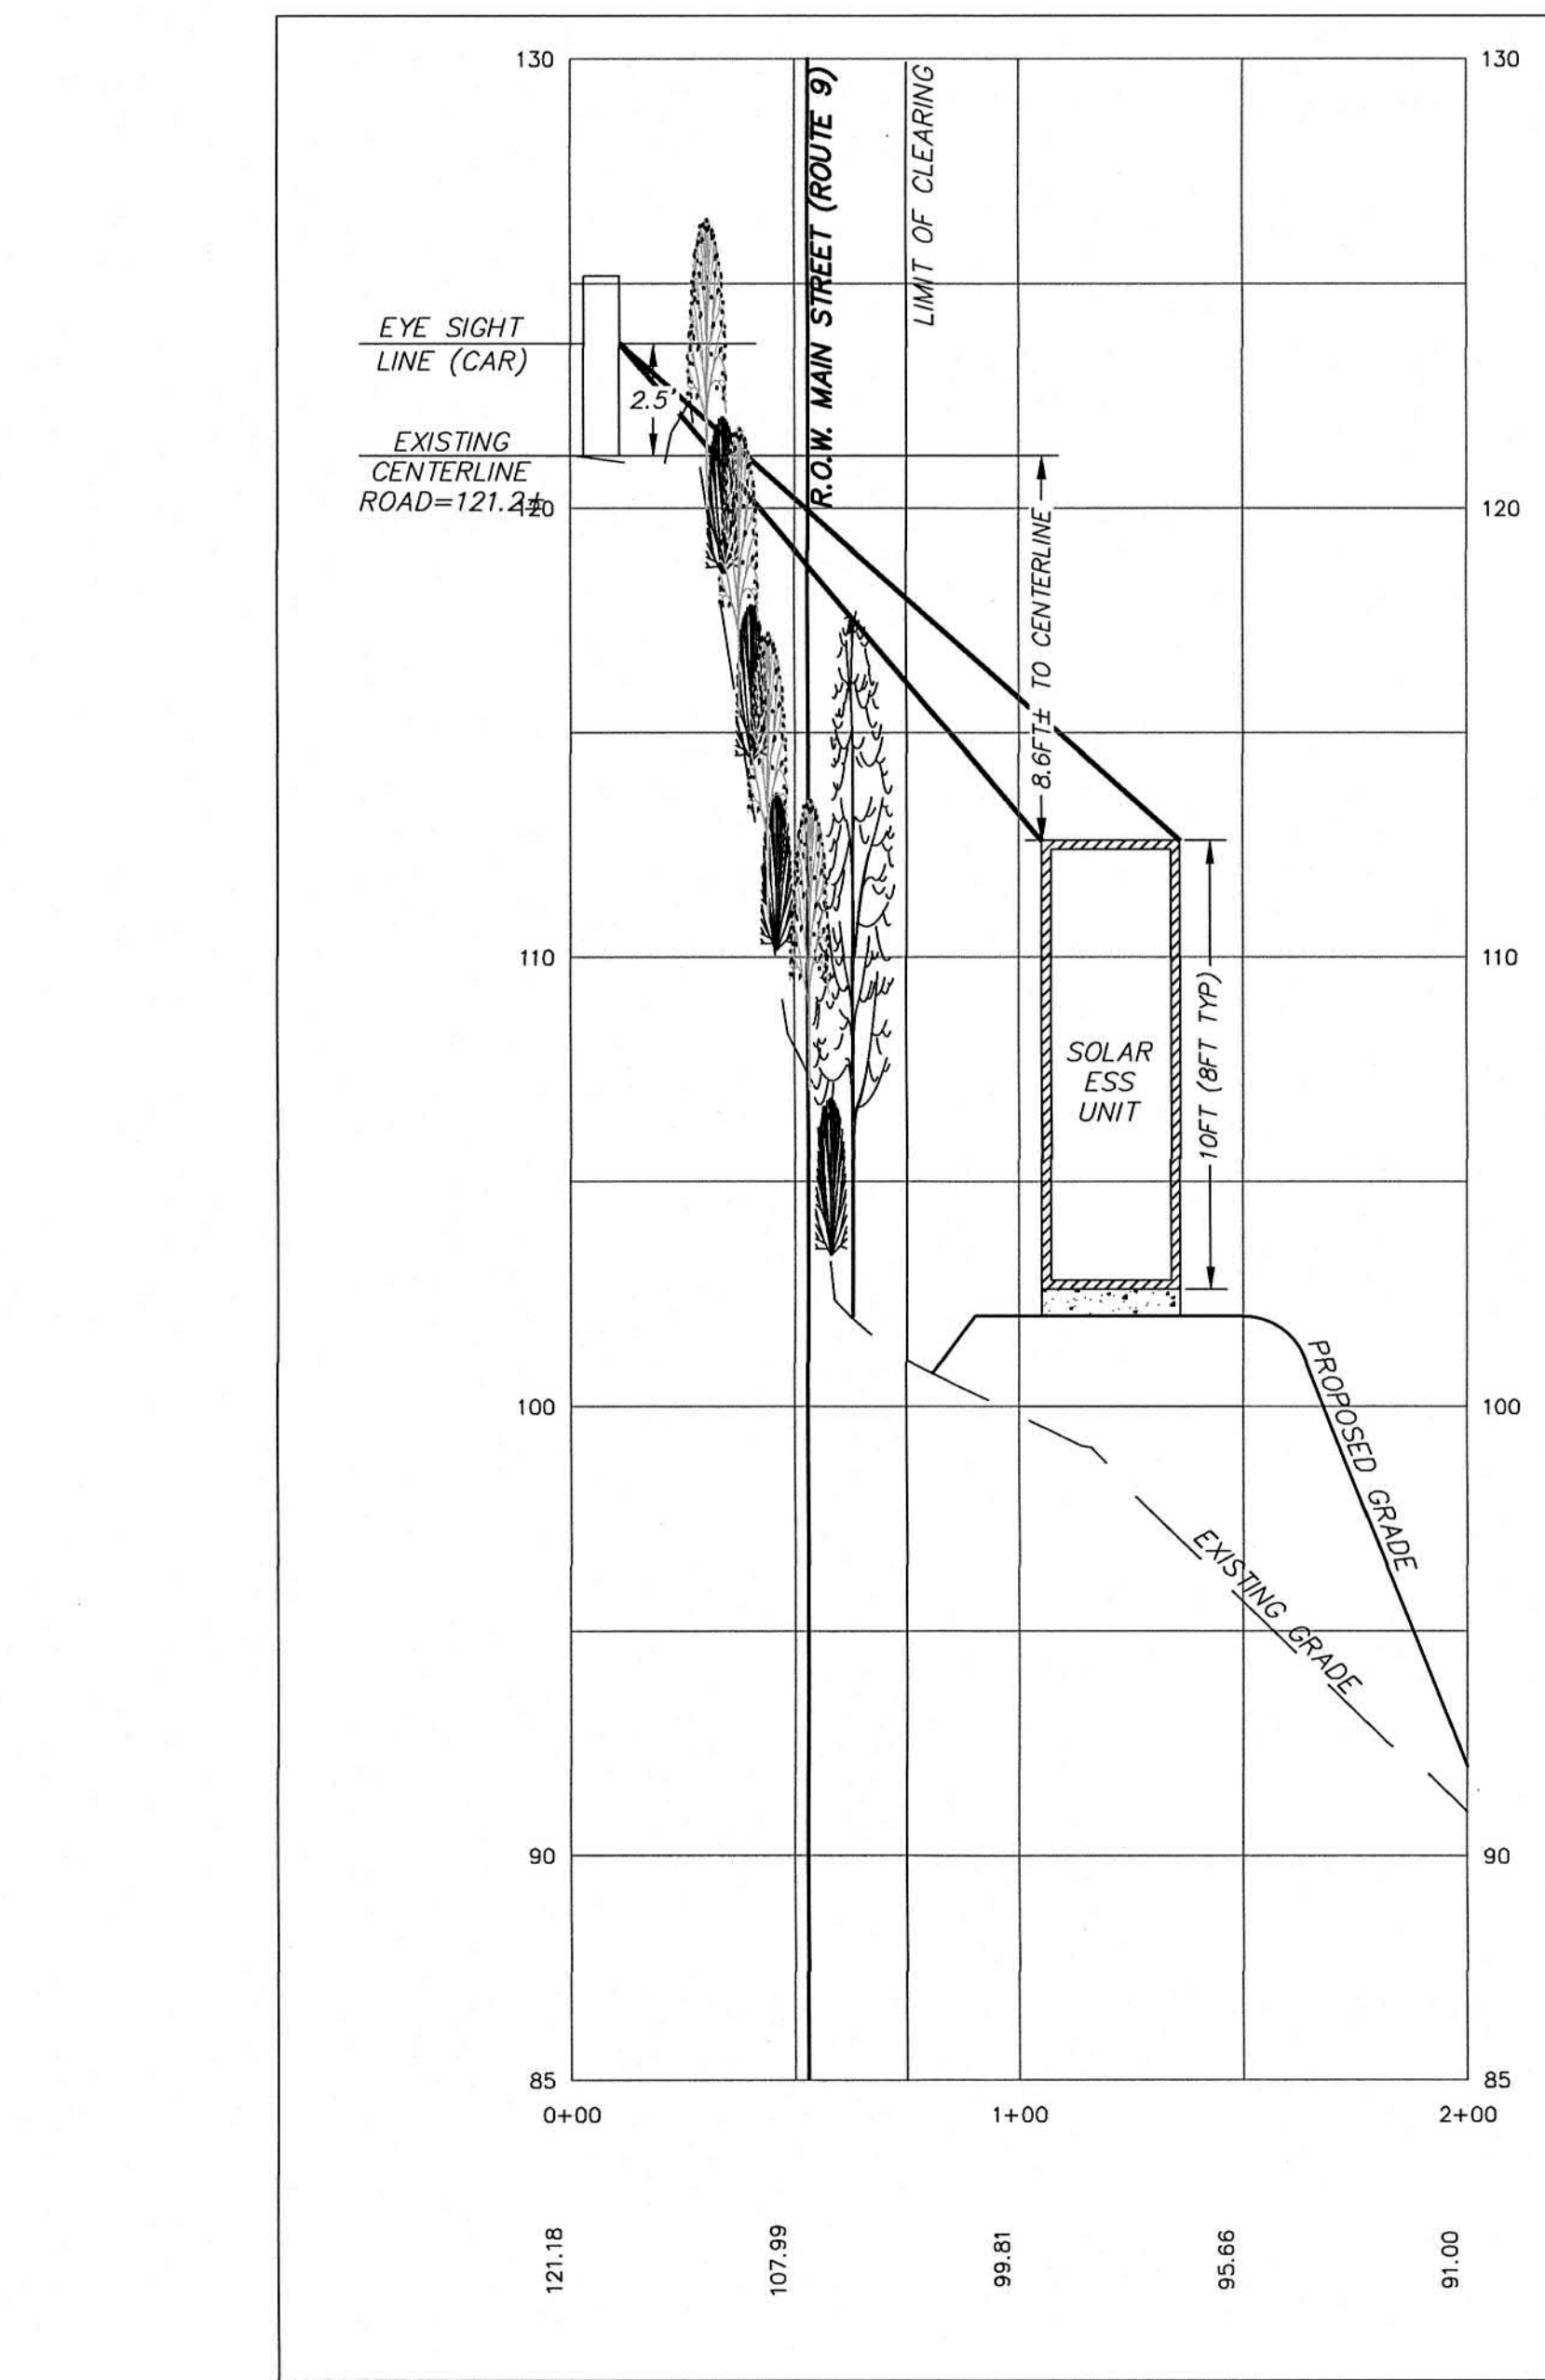 130
130
R.O.W. MAIN STREET (ROUTE 9)
LIMIT OF CLEARING
EYE SIGHT
LINE (CAR)
2.5'
EXISTING
CENTERLINE
ROAD=121.2±
120
120
8.6FT± TO CENTERLINE
110
110
SOLAR
ESS
UNIT
10FT (8FT TYP)
100
100
PROPOSED GRADE
EXISTING GRADE
90
90
85
85
0+00
1+00
2+00
121.18
107.99
99.81
95.66
91.00